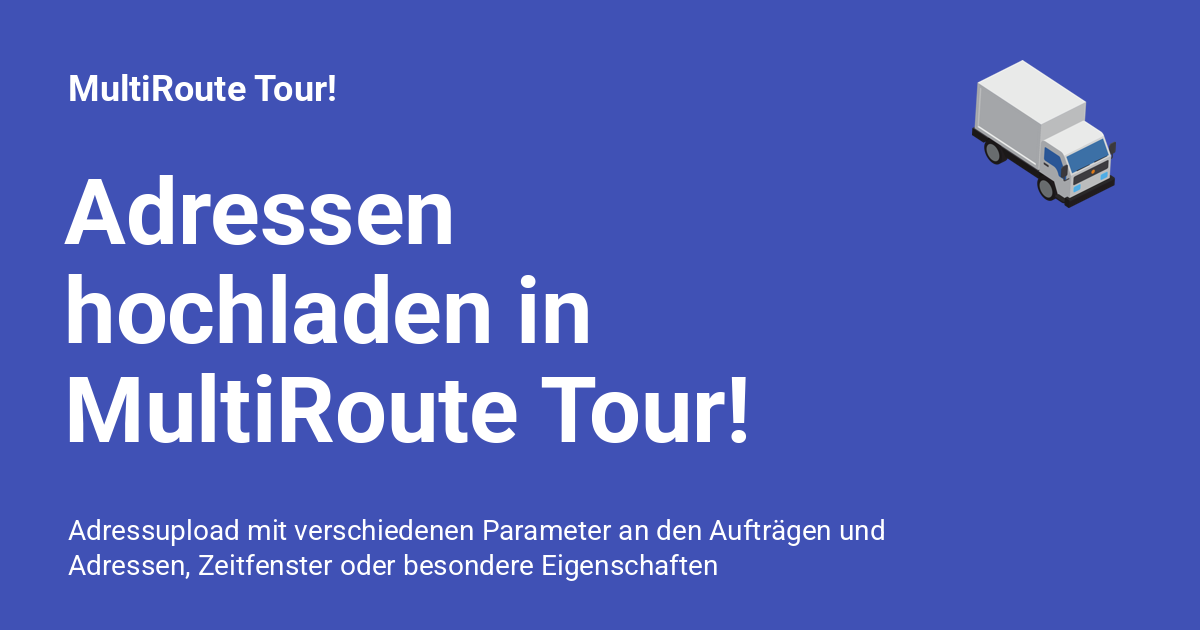 MultiRoute Tour!
Adressen
hochladen in
MultiRoute Tour!
Adressupload mit verschiedenen Parameter an den Aufträgen und
Adressen, Zeitfenster oder besondere Eigenschaften